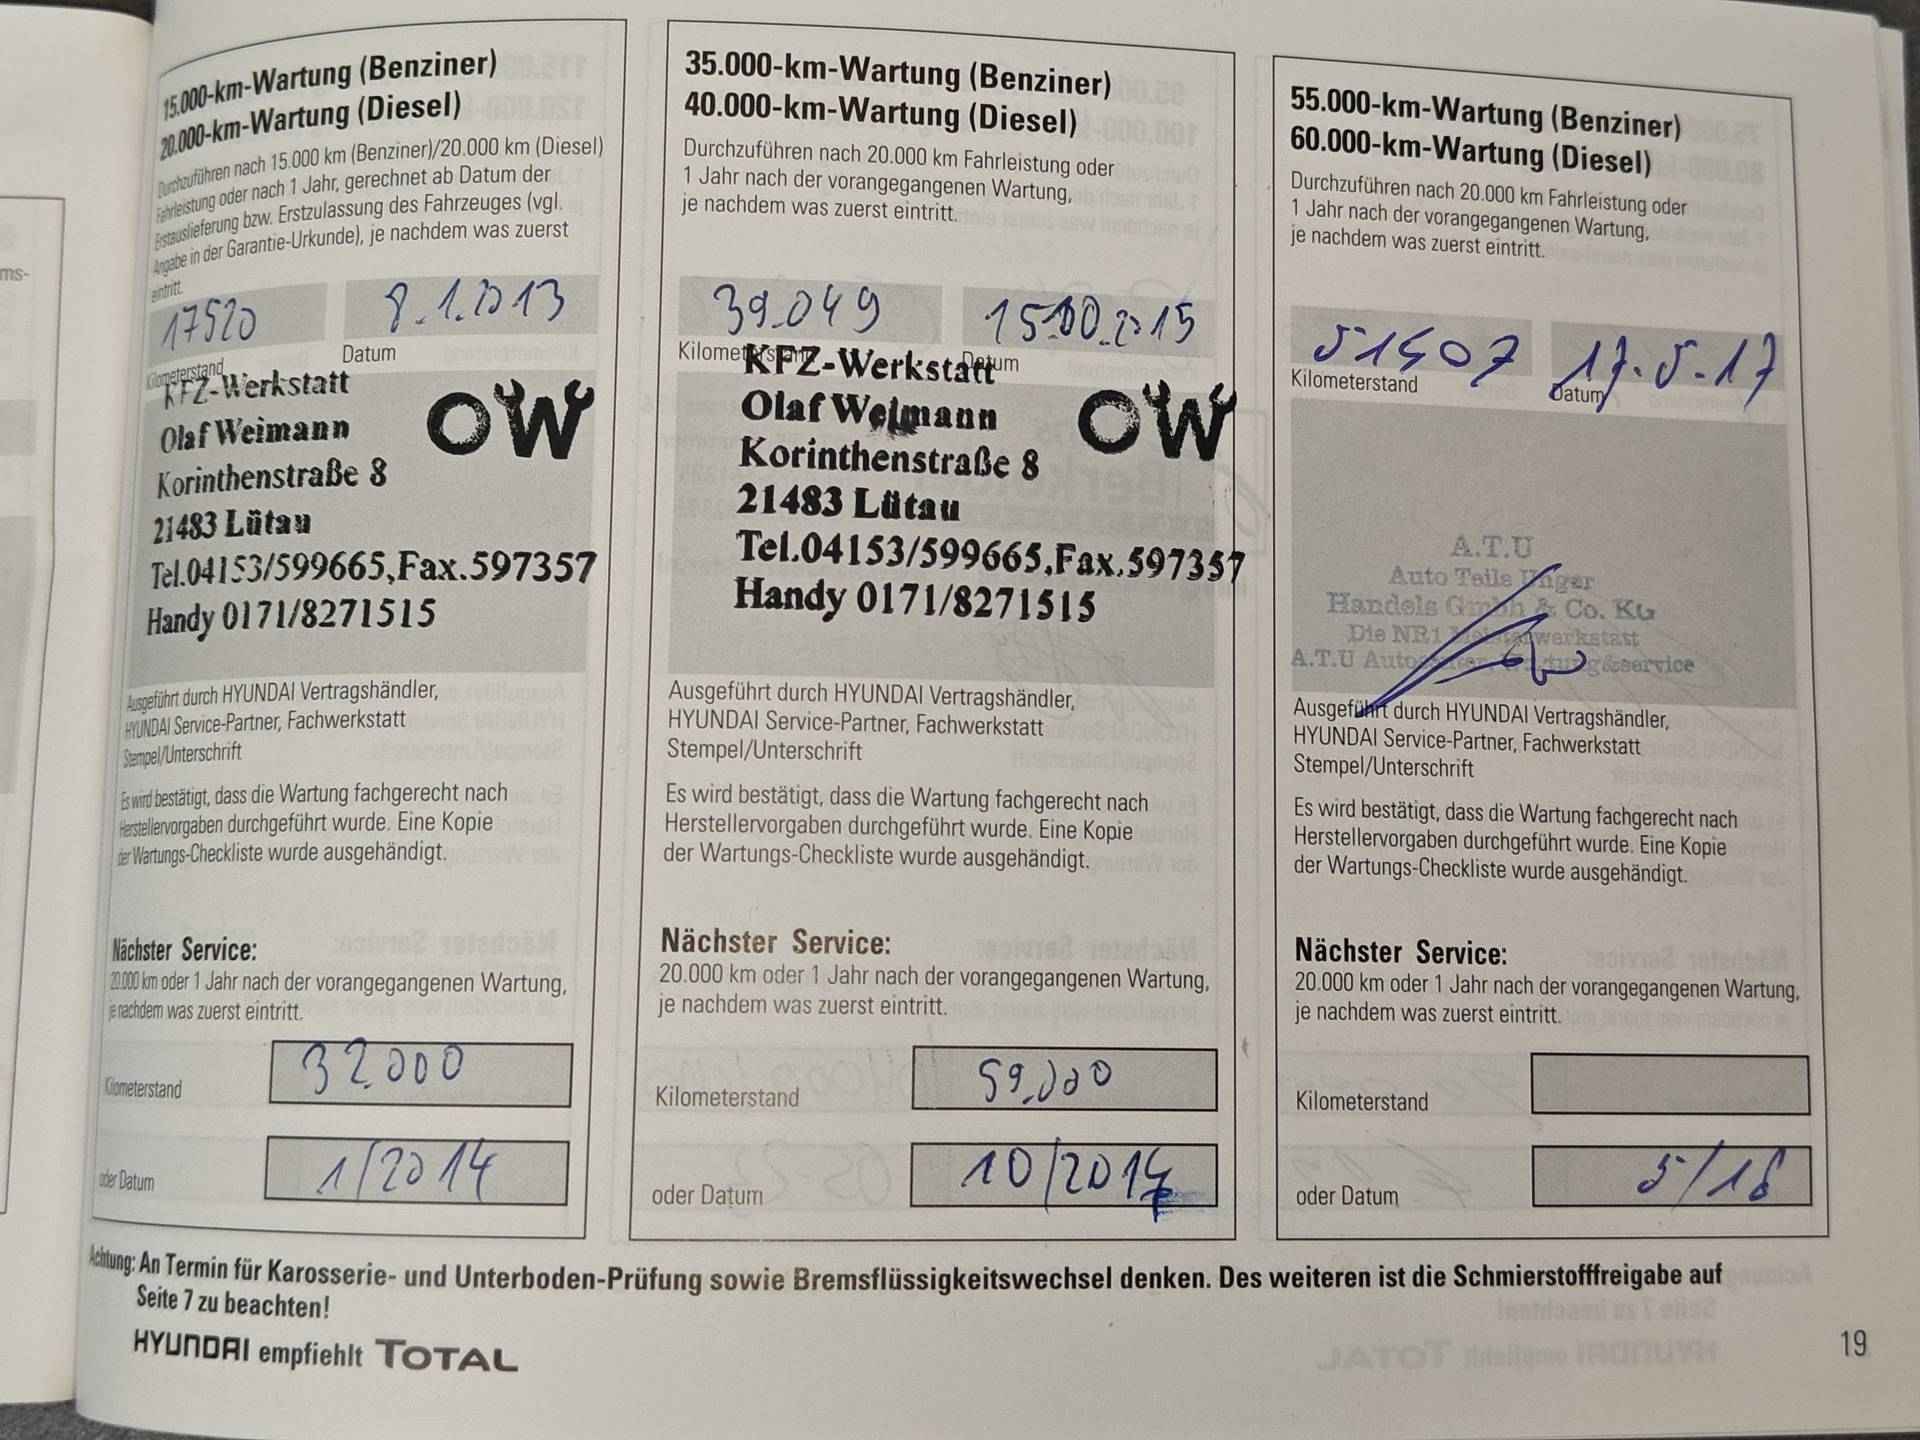 15.000-km-Wartung (Benziner)
20.000-km-Wartung (Diesel)
Durchzuführen nach 15.000 km (Benziner)/20.000 km (Diesel)
Fahrleistung oder nach 1 Jahr, gerechnet ab Datum der
Erstauslieferung bzw. Erstzulassung des Fahrzeuges (vgl.
Angabe in der Garantie-Urkunde), je nachdem was zuerst
eintritt.
17520 8.1.2013
Kilometerstand Datum
KFZ-Werkstatt
Olaf Weimann
Korinthenstraße 8
21483 Lütau
Tel.04153/599665,Fax.597357
Handy 0171/8271515
OW
Ausgeführt durch HYUNDAI Vertragshändler,
HYUNDAI Service-Partner, Fachwerkstatt
Stempel/Unterschrift
Es wird bestätigt, dass die Wartung fachgerecht nach
Herstellervorgaben durchgeführt wurde. Eine Kopie
der Wartungs-Checkliste wurde ausgehändigt.
Nächster Service:
20.000 km oder 1 Jahr nach der vorangegangenen Wartung,
je nachdem was zuerst eintritt.
Kilometerstand 32.000
oder Datum 1/2014
35.000-km-Wartung (Benziner)
40.000-km-Wartung (Diesel)
Durchzuführen nach 20.000 km Fahrleistung oder
1 Jahr nach der vorangegangenen Wartung,
je nachdem was zuerst eintritt.
39.049
Kilometerstand Datum
KFZ-Werkstatt
Olaf Weimann
Korinthenstraße 8
21483 Lütau
Tel.04153/599665,Fax.597357
Handy 0171/8271515
OW
Ausgeführt durch HYUNDAI Vertragshändler,
HYUNDAI Service-Partner, Fachwerkstatt
Stempel/Unterschrift
Es wird bestätigt, dass die Wartung fachgerecht nach
Herstellervorgaben durchgeführt wurde. Eine Kopie
der Wartungs-Checkliste wurde ausgehändigt.
Nächster Service:
20.000 km oder 1 Jahr nach der vorangegangenen Wartung,
je nachdem was zuerst eintritt.
Kilometerstand 59.000
oder Datum 10/2014
55.000-km-Wartung (Benziner)
60.000-km-Wartung (Diesel)
Durchzuführen nach 20.000 km Fahrleistung oder
1 Jahr nach der vorangegangenen Wartung,
je nachdem was zuerst eintritt.
51507 17.5.17
Kilometerstand Datum
A.T.U
Auto Teile Unger
Handels Gmbh & Co. KG
Die NR1 Meisterwerkstatt
A.T.U Wartung&service
Ausgeführt durch HYUNDAI Vertragshändler,
HYUNDAI Service-Partner, Fachwerkstatt
Stempel/Unterschrift
Es wird bestätigt, dass die Wartung fachgerecht nach
Herstellervorgaben durchgeführt wurde. Eine Kopie
der Wartungs-Checkliste wurde ausgehändigt.
Nächster Service:
20.000 km oder 1 Jahr nach der vorangegangenen Wartung,
je nachdem was zuerst eintritt.
Kilometerstand
oder Datum 5/18
Achtung: An Termin für Karosserie- und Unterboden-Prüfung sowie Bremsflüssigkeitswechsel denken. Des weiteren ist die Schmierstofffreigabe auf
Seite 7 zu beachten!
HYUNDAI empfiehlt TOTAL
19